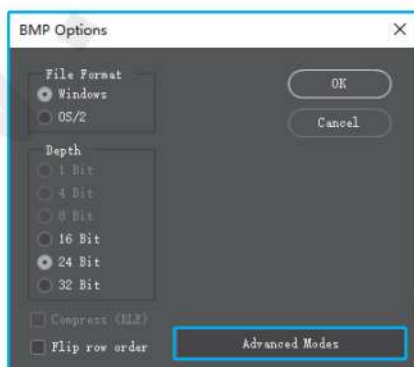 BMP Options
File Format
Windows
OS/2
OK
Cancel
Depth
1 Bit
4 Bit
8 Bit
16 Bit
24 Bit
32 Bit
Compress (RLE)
Flip row order
Advanced Modes